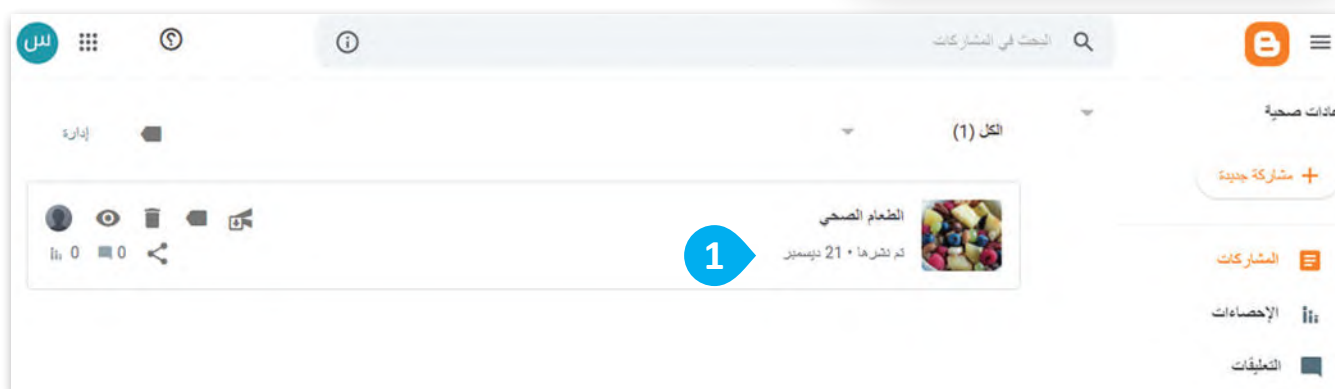 البحث في المشاركات
س
عادات صحية
الكل (1)
إدارة
+ مشاركة جديدة
الطعام الصحي
تم نشرها • 21 ديسمبر
1
0
0
المشاركات
الإحصاءات
التعليقات